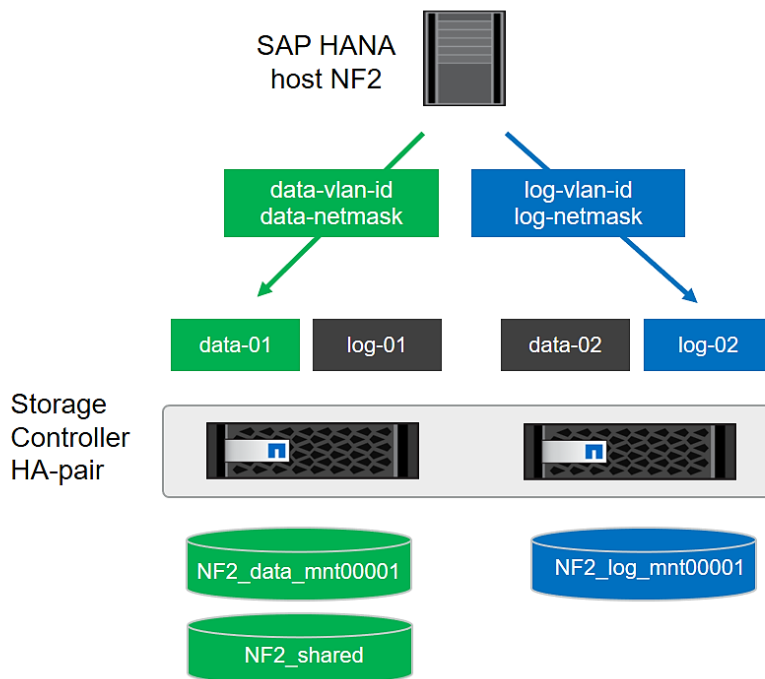 SAP HANA
host NF2
data-vlan-id
data-netmask
log-vlan-id
log-netmask
data-01
log-01
data-02
log-02
Storage
Controller
HA-pair
NF2_data_mnt00001
NF2_log_mnt00001
NF2_shared